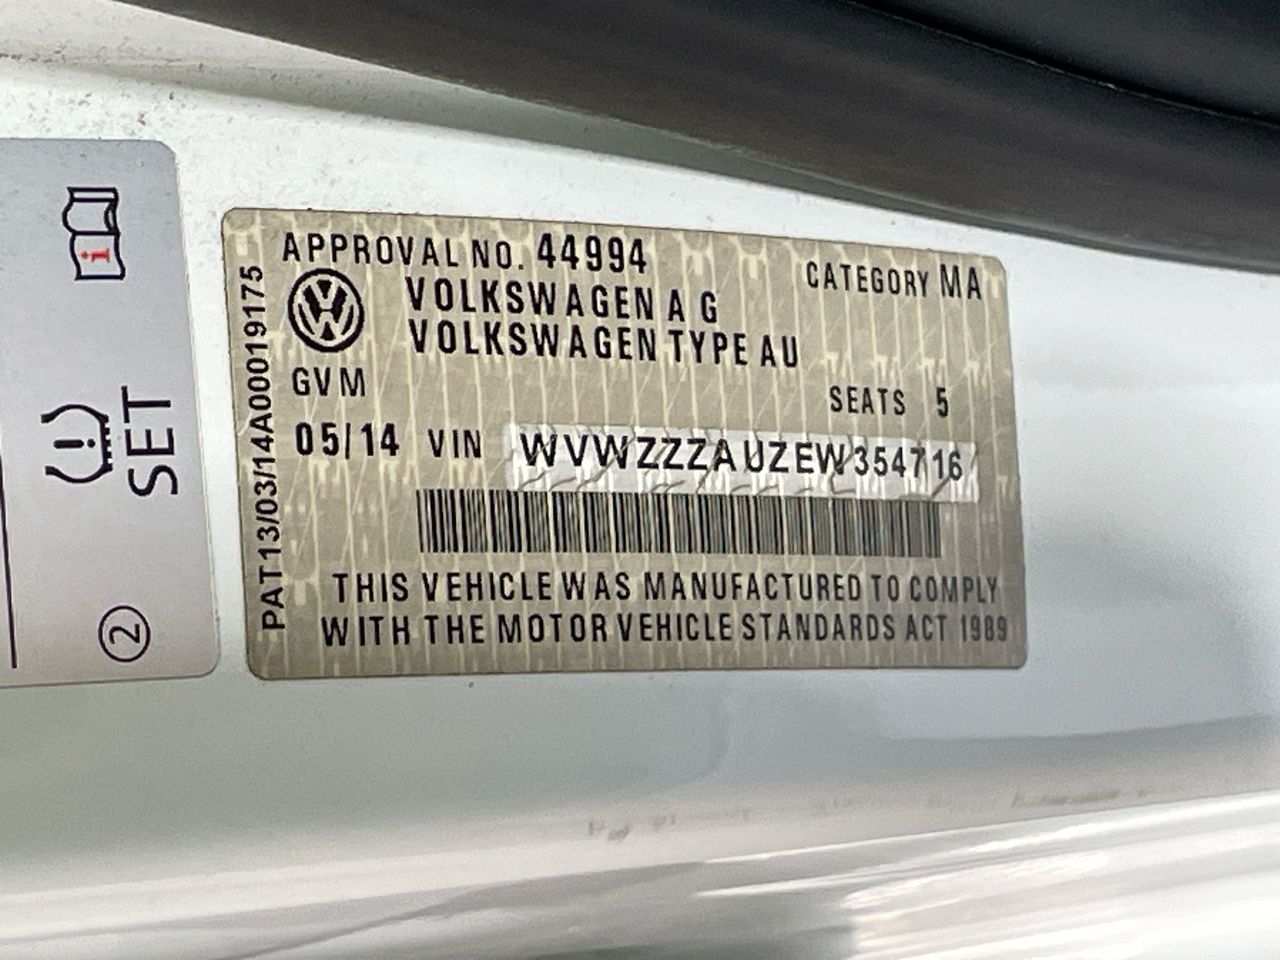 i
SET
2
APPROVAL NO. 44994
CATEGORY MA
VOLKSWAGEN A G
VOLKSWAGEN TYPE AU
GVM
SEATS 5
05/14 VIN WVWZZZAUZEW354716
THIS VEHICLE WAS MANUFACTURED TO COMPLY
WITH THE MOTOR VEHICLE STANDARDS ACT 1989
PAT13/03/14A00019175